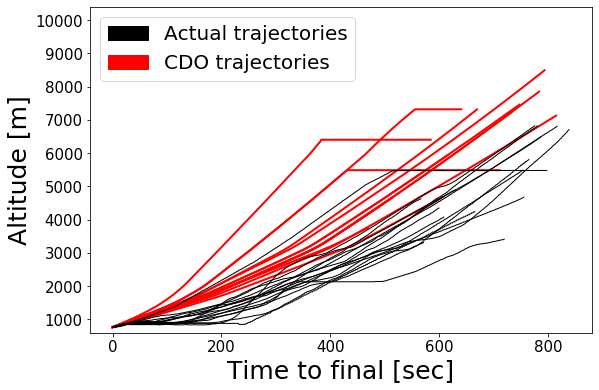 10000
9000
8000
7000
6000
5000
4000
3000
2000
1000
Altitude [m]
Actual trajectories
CDO trajectories
0 200 400 600 800
Time to final [sec]